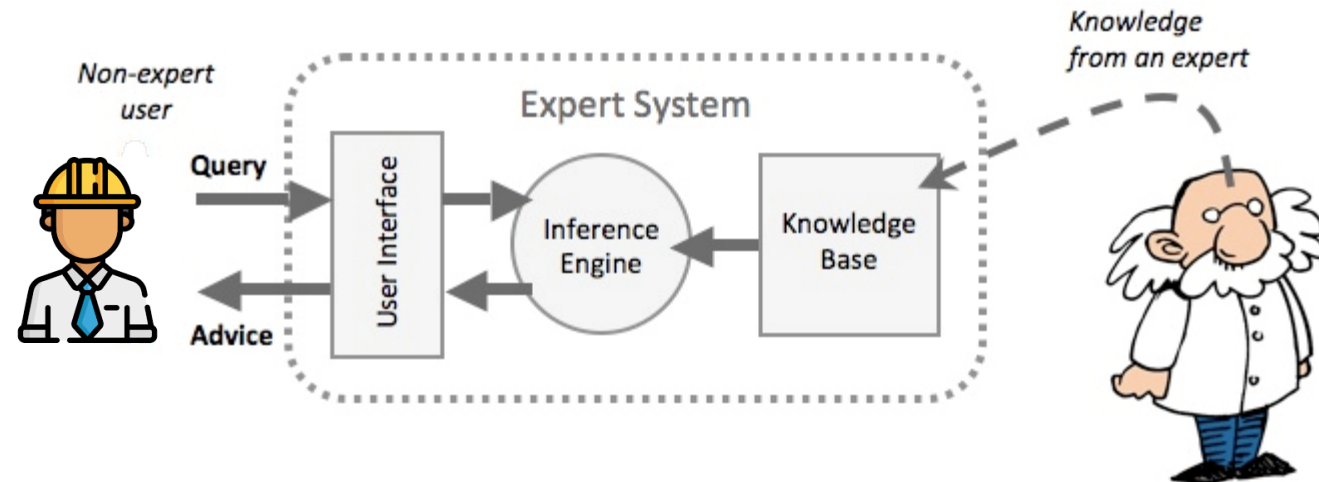 Knowledge
from an expert
Non-expert
user
Expert System
Query
User Interface
Inference
Engine
Knowledge
Base
Advice